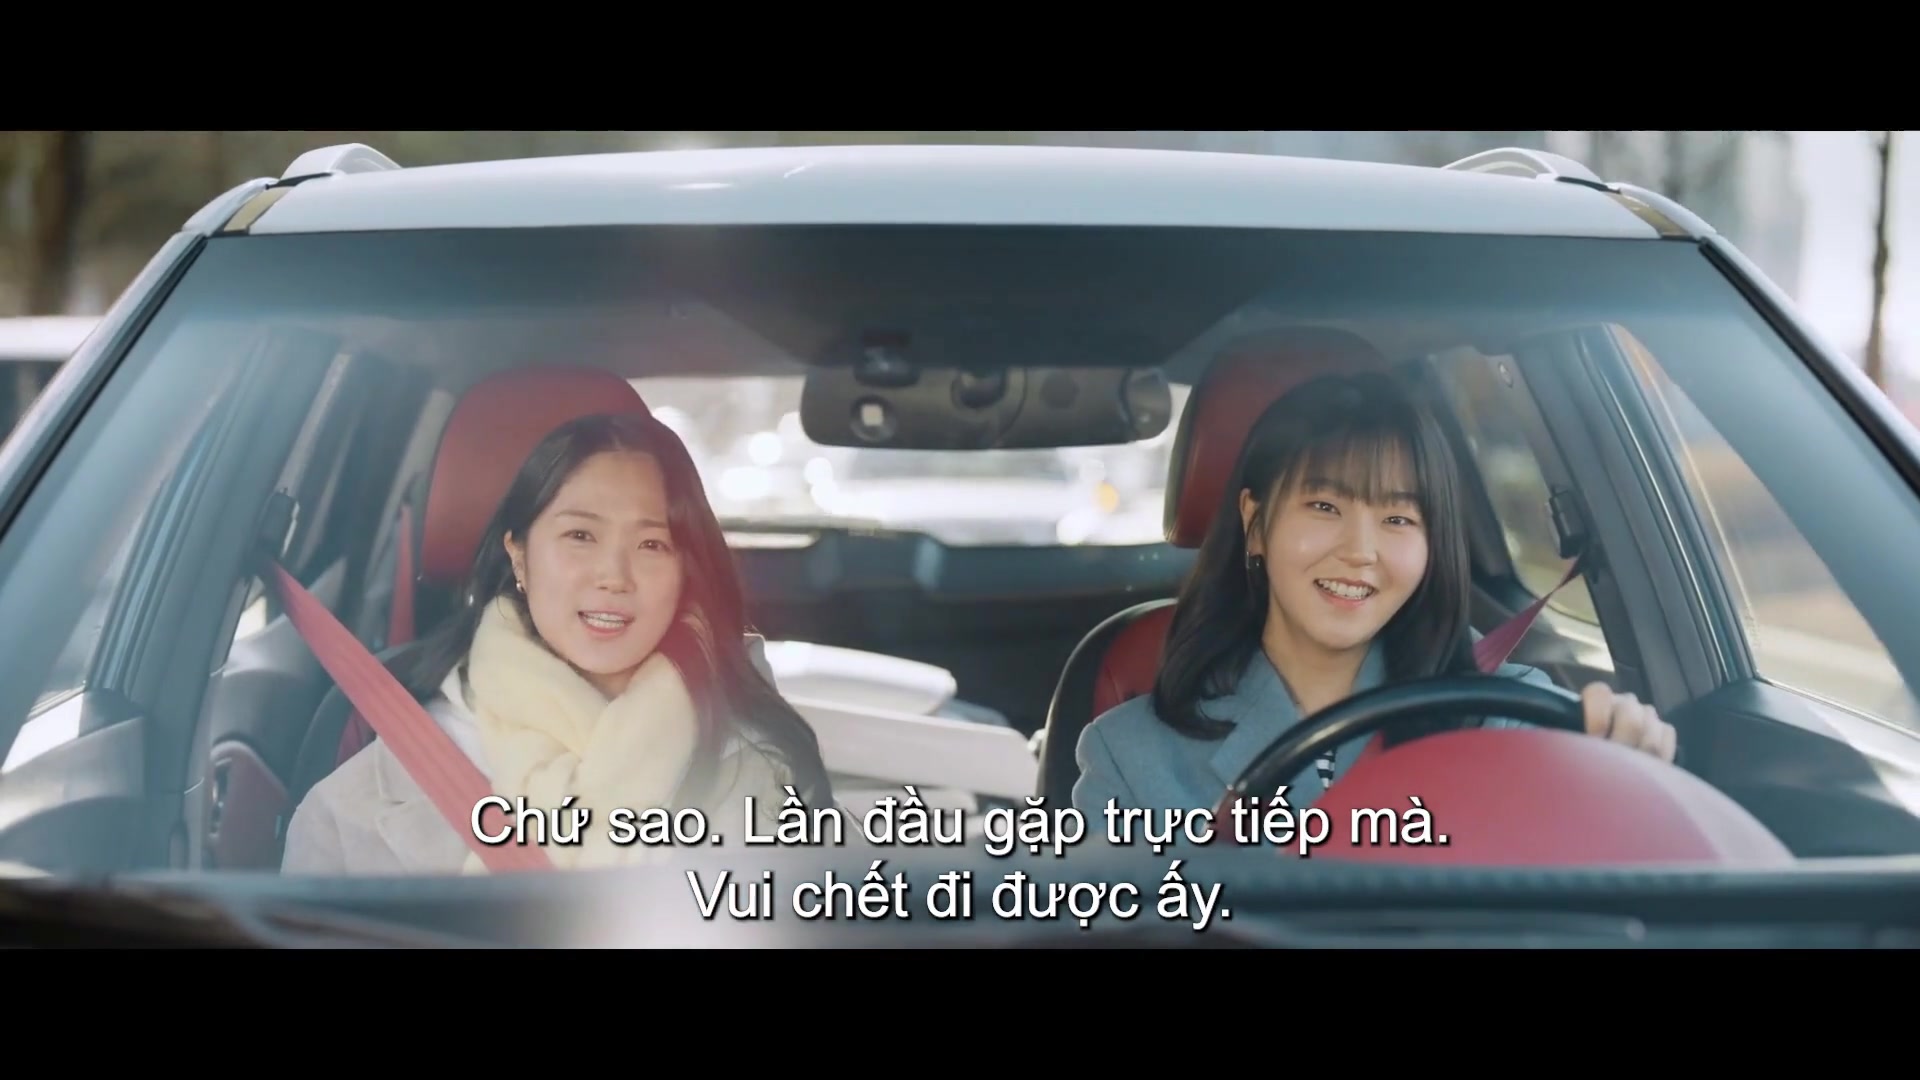 Chứ sao. Lần đầu gặp trực tiếp mà.
Vui chết đi được ấy.